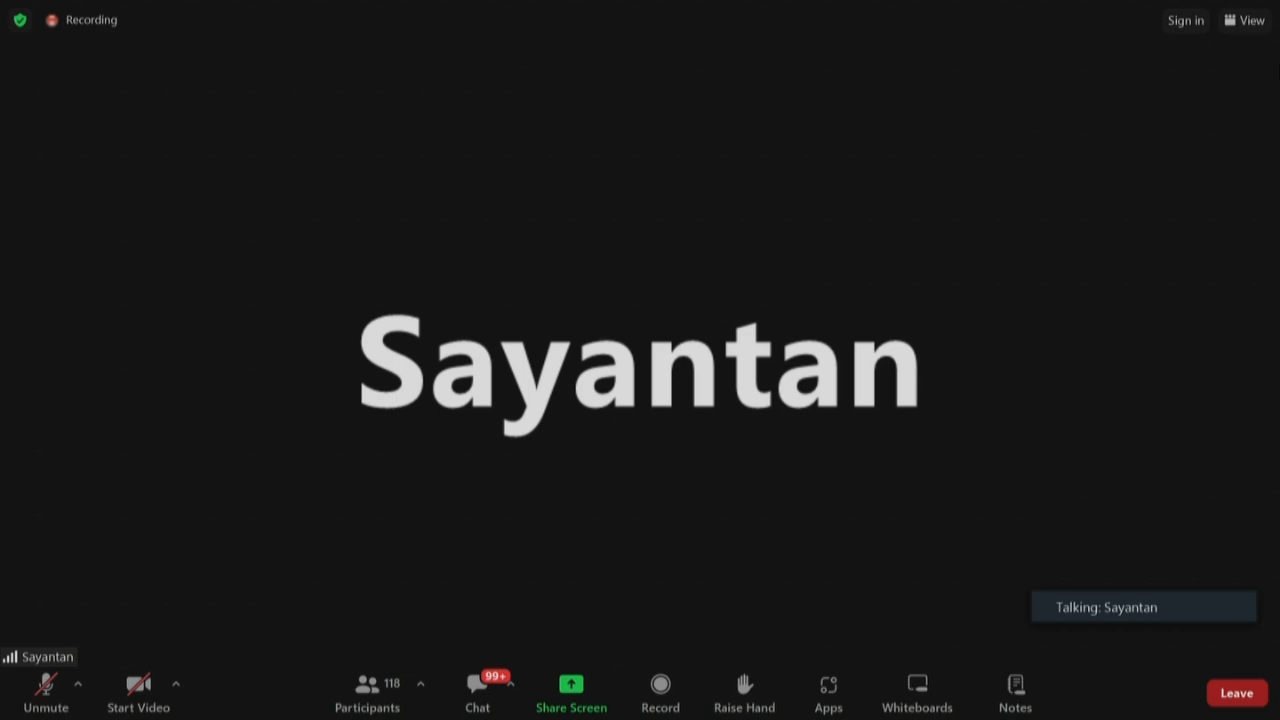 Recording
Sign in
View
Sayantan
Talking: Sayantan
Sayantan
118
99+
Unmute
Start Video
Participants
Chat
Share Screen
Record
Raise Hand
Apps
Whiteboards
Notes
Leave